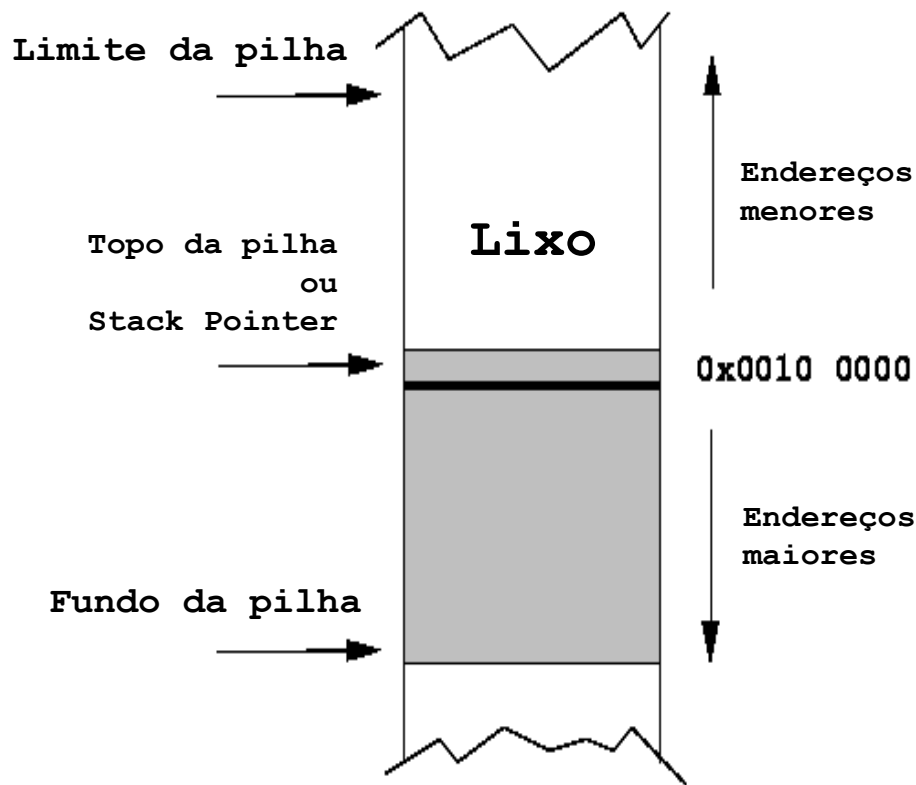 Limite da pilha
Endereços
menores
Lixo
Topo da pilha
ou
Stack Pointer
0x0010 0000
Endereços
maiores
Fundo da pilha